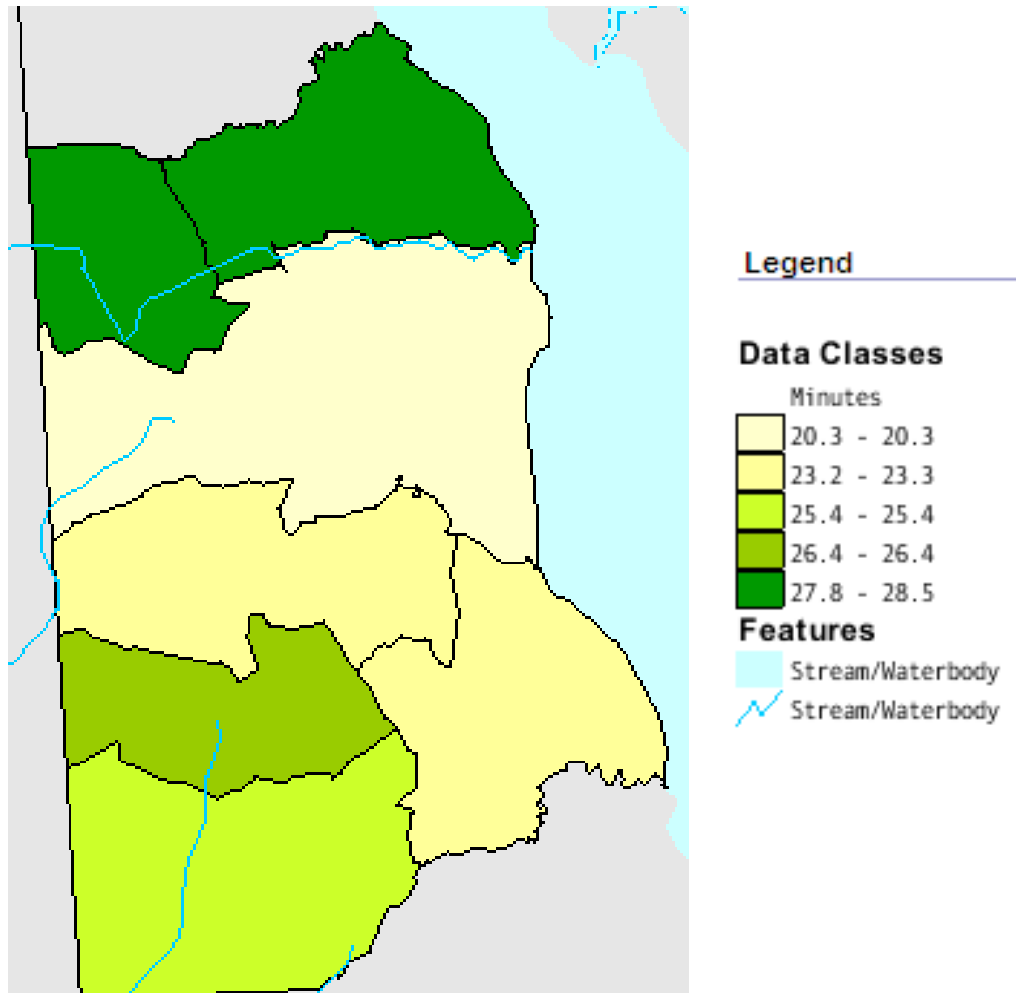 Legend
Data Classes
Minutes
20.3 - 20.3
23.2 - 23.3
25.4 - 25.4
26.4 - 26.4
27.8 - 28.5
Features
Stream/Waterbody
Stream/Waterbody